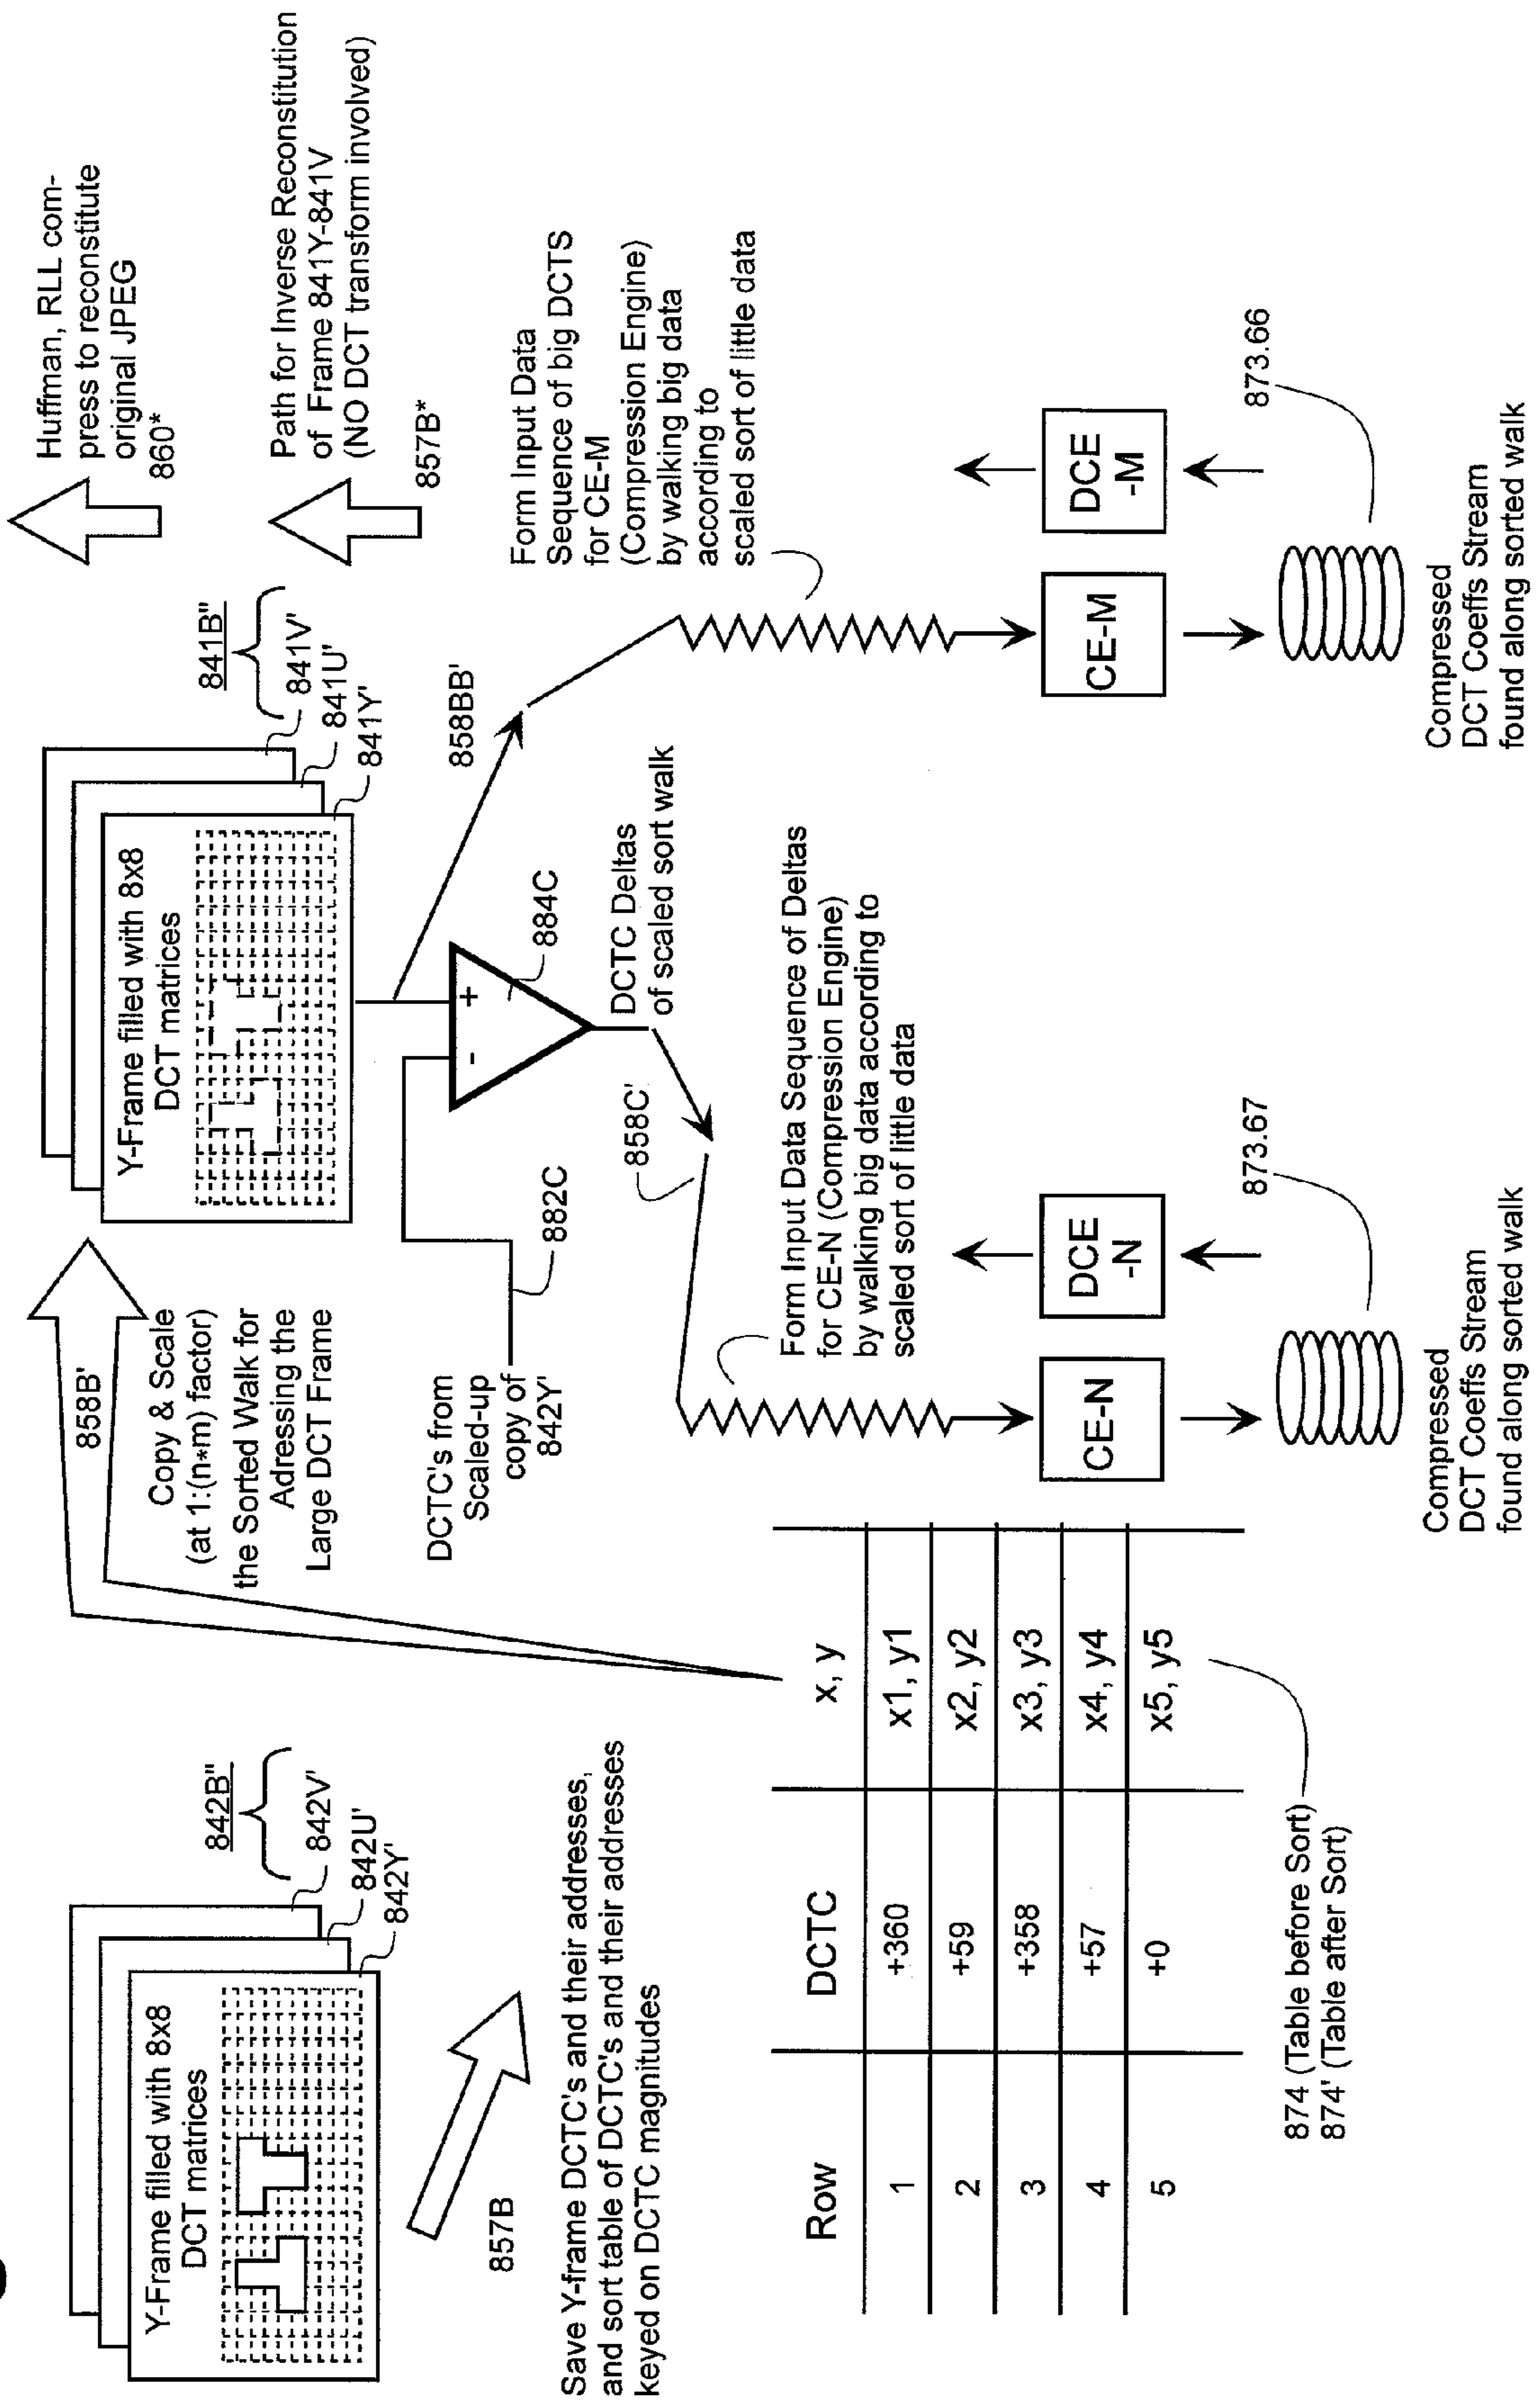 842B"
842V'
842U'
842Y'
Y-Frame filled with 8x8
DCT matrices
857B
Save Y-frame DCTC's and their addresses,
and sort table of DCTC's and their addresses
keyed on DCTC magnitudes
Row DCTC x, y
1 +360 x1, y1
2 +59 x2, y2
3 +358 x3, y3
4 +57 x4, y4
5 +0 x5, y5
874 (Table before Sort)
874' (Table after Sort)
858B'
Copy & Scale
(at 1:(n*m) factor)
the Sorted Walk for
Adressing the
Large DCT Frame
841B"
841V'
841U'
841Y'
Y-Frame filled with 8x8
DCT matrices
DCTC's from
Scaled-up
copy of
842Y'
882C
-
+
884C
DCTC Deltas
of scaled sort walk
858C'
858BB'
Form Input Data Sequence of Deltas
for CE-N (Compression Engine)
by walking big data according to
scaled sort of little data
CE-N
DCE
-N
873.67
Compressed
DCT Coeffs Stream
found along sorted walk
Huffman, RLL com-
press to reconstitute
original JPEG
860*
Path for Inverse Reconstitution
of Frame 841Y-841V
(NO DCT transform involved)
857B*
Form Input Data
Sequence of big DCTS
for CE-M
(Compression Engine)
by walking big data
according to
scaled sort of little data
CE-M
DCE
-M
873.66
Compressed
DCT Coeffs Stream
found along sorted walk